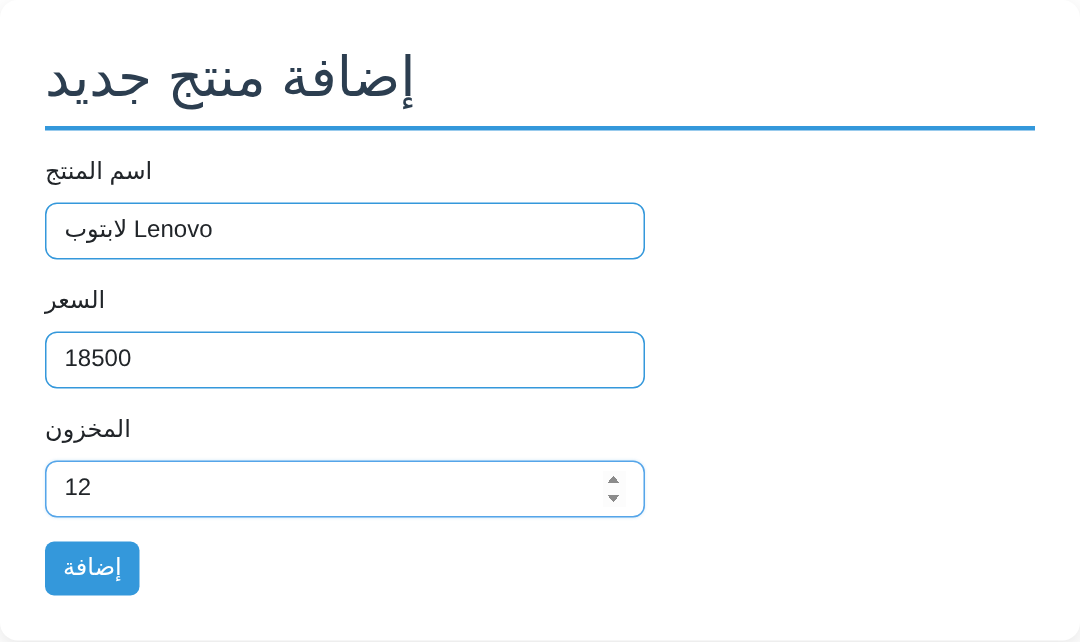 إضافة منتج جديد
اسم المنتج
لابتوب Lenovo
السعر
18500
المخزون
12
إضافة